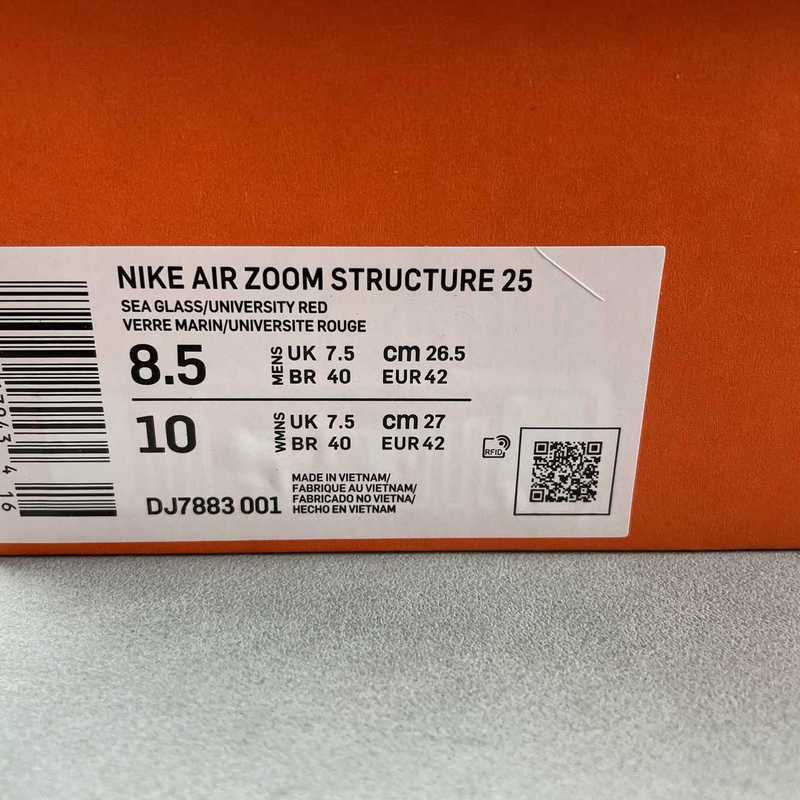 NIKE AIR ZOOM STRUCTURE 25
SEA GLASS/UNIVERSITY RED
VERRE MARIN/UNIVERSITE ROUGE
8.5 MENS UK 7.5 cm 26.5
BR 40 EUR 42
10 WMNS UK 7.5 cm 27
BR 40 EUR 42
RFID
DJ7883 001
MADE IN VIETNAM/
FABRIQUE AU VIETNAM/
FABRICADO NO VIETNA/
HECHO EN VIETNAM